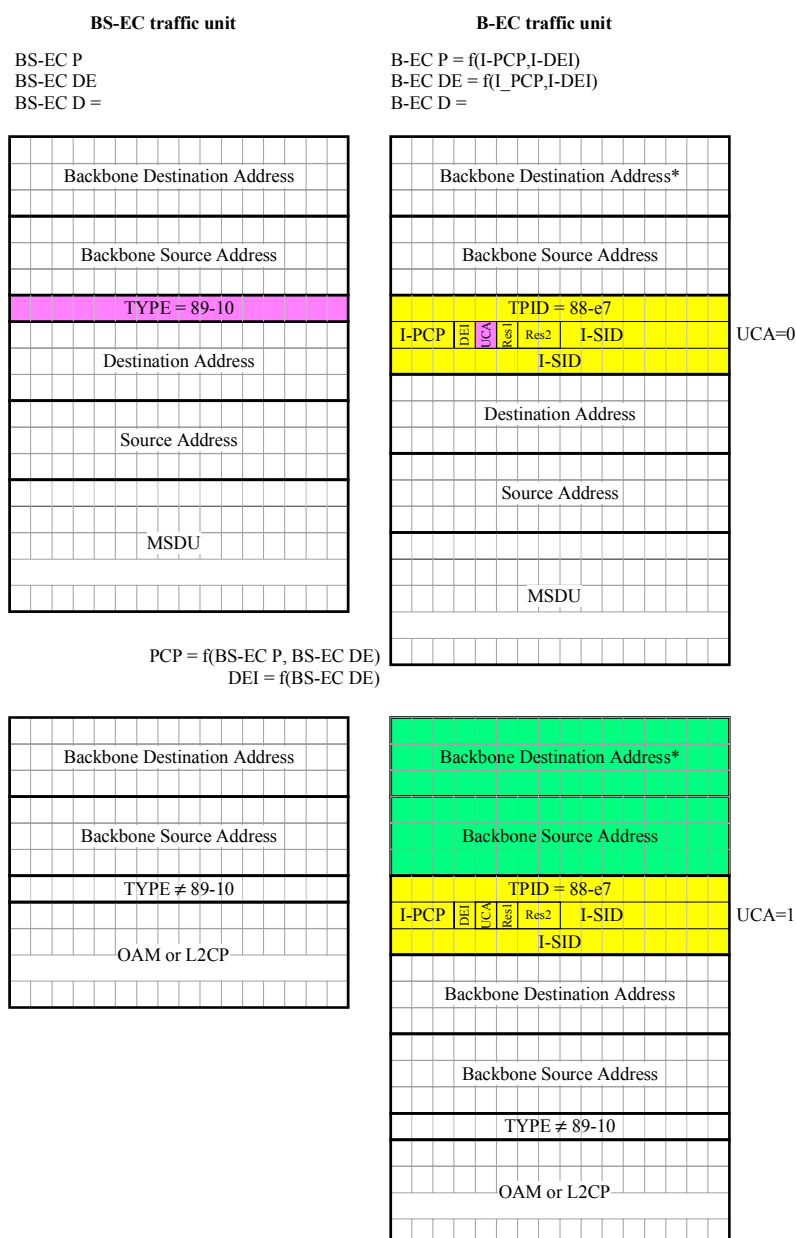 BS-EC traffic unit
B-EC traffic unit
BS-EC P
BS-EC DE
BS-EC D =
B-EC P = f(I-PCP,I-DEI)
B-EC DE = f(I_PCP,I-DEI)
B-EC D =
Backbone Destination Address
Backbone Source Address
TYPE = 89-10
Destination Address
Source Address
MSDU
Backbone Destination Address*
Backbone Source Address
TPID = 88-e7
I-PCP DEI UCA Res1 Res2 I-SID
UCA=0
I-SID
Destination Address
Source Address
MSDU
PCP = f(BS-EC P, BS-EC DE)
DEI = f(BS-EC DE)
Backbone Destination Address
Backbone Source Address
TYPE ≠ 89-10
OAM or L2CP
Backbone Destination Address*
Backbone Source Address
TPID = 88-e7
I-PCP DEI UCA Res1 Res2 I-SID
UCA=1
I-SID
Backbone Destination Address
Backbone Source Address
TYPE ≠ 89-10
OAM or L2CP